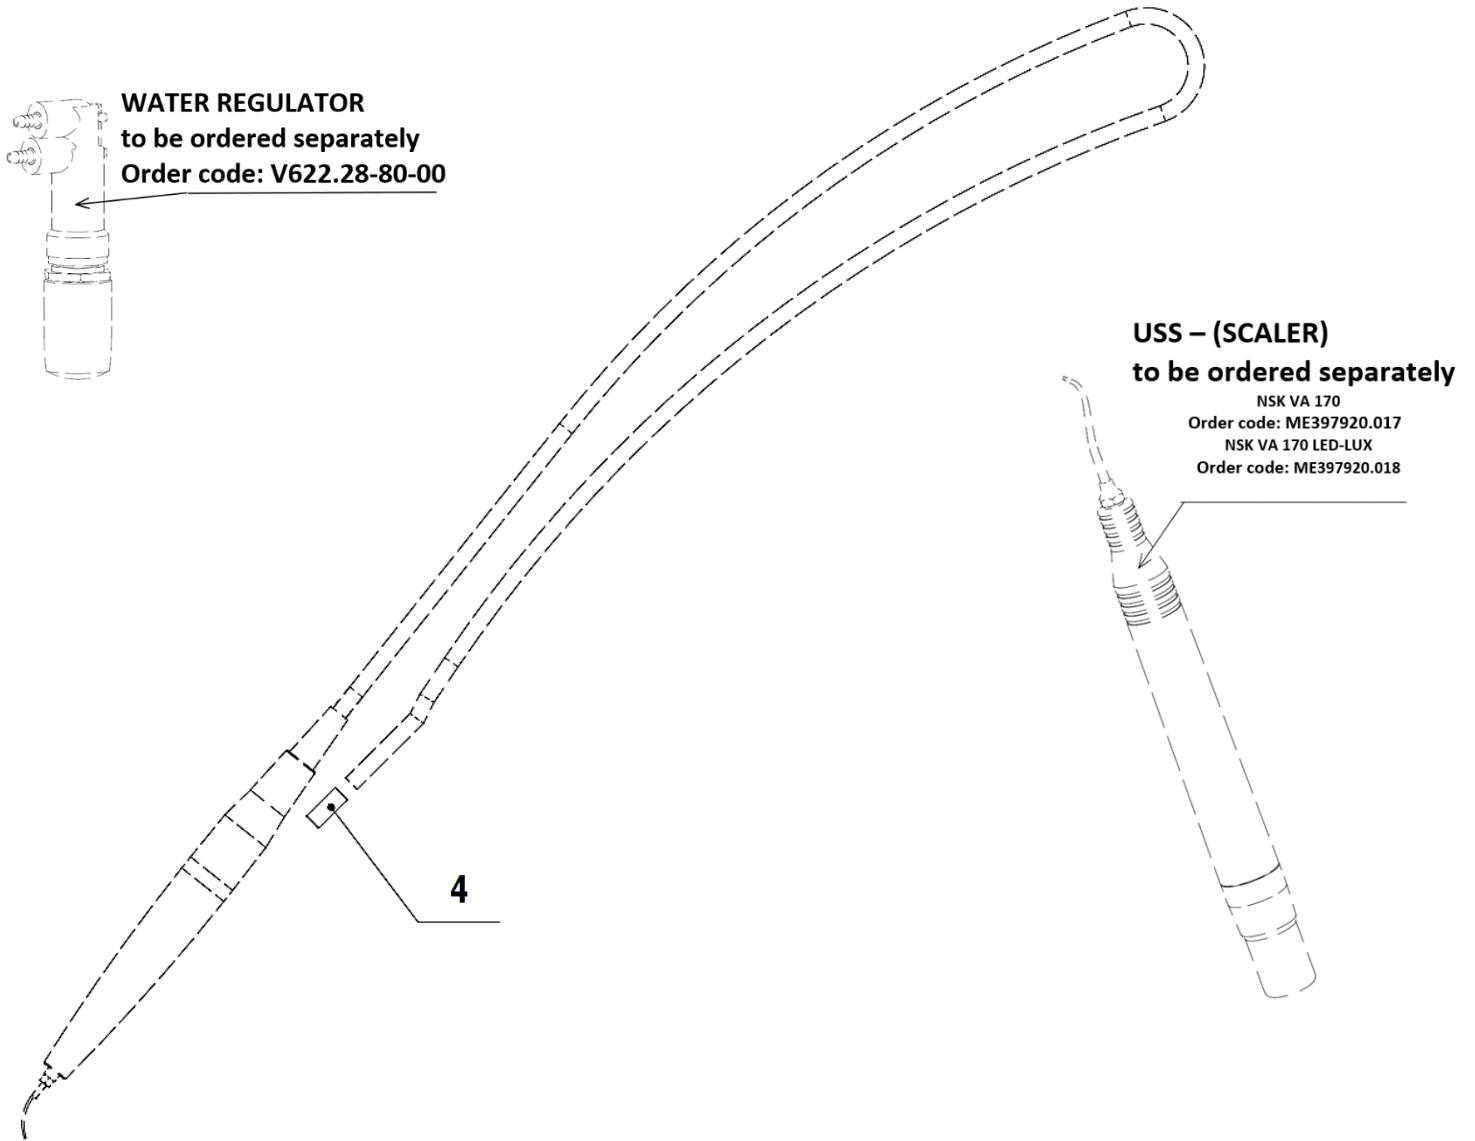 WATER REGULATOR
to be ordered separately
Order code: V622.28-80-00
USS – (SCALER)
to be ordered separately
NSK VA 170
Order code: ME397920.017
NSK VA 170 LED-LUX
Order code: ME397920.018
4